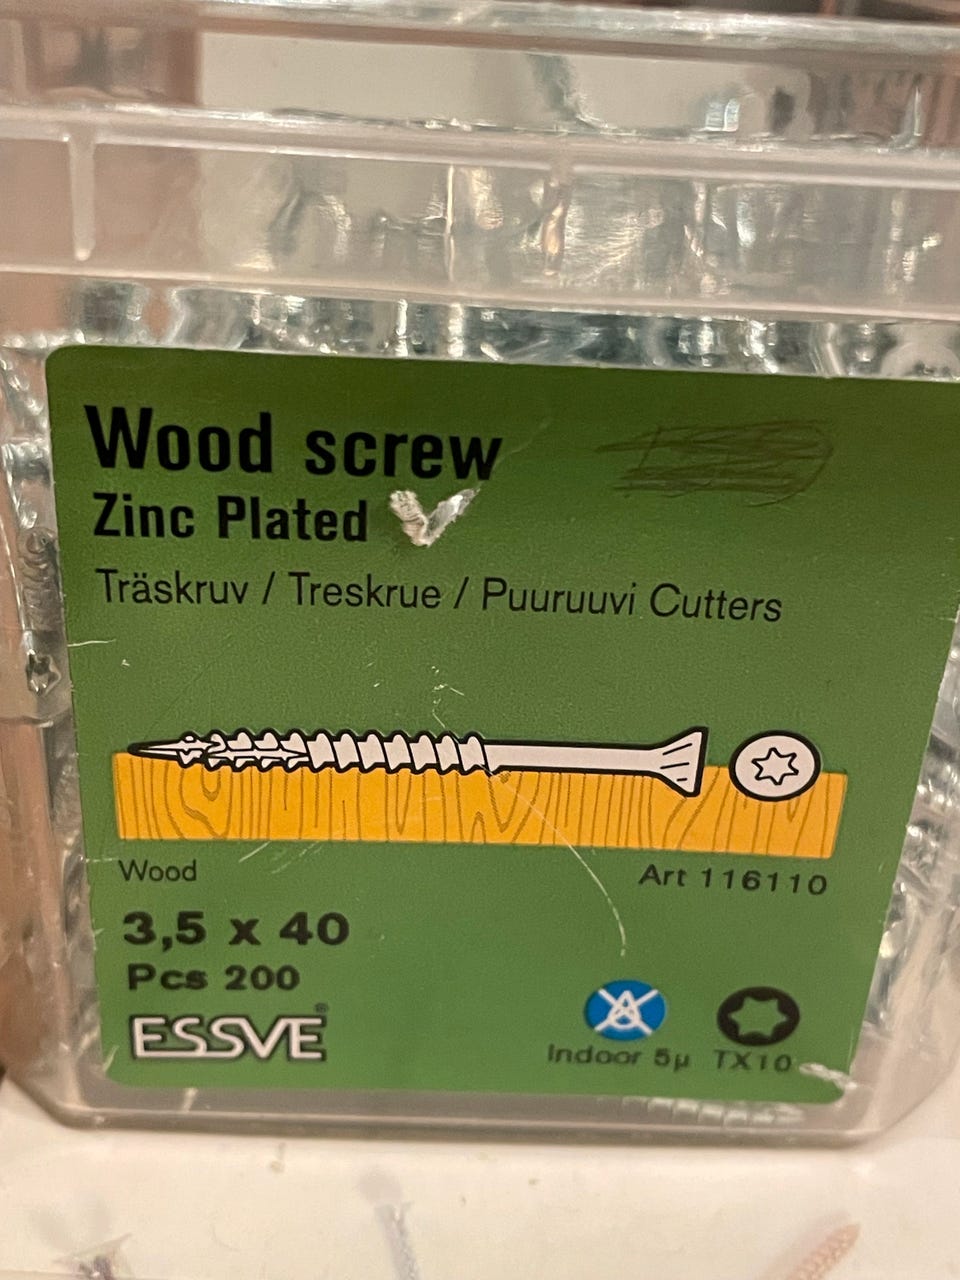 Wood screw
Zinc Plated
Träskruv / Treskrue / Puuruuvi Cutters
Wood
Art 116110
3,5 x 40
Pcs 200
ESSVE®
Indoor 5µ
TX10